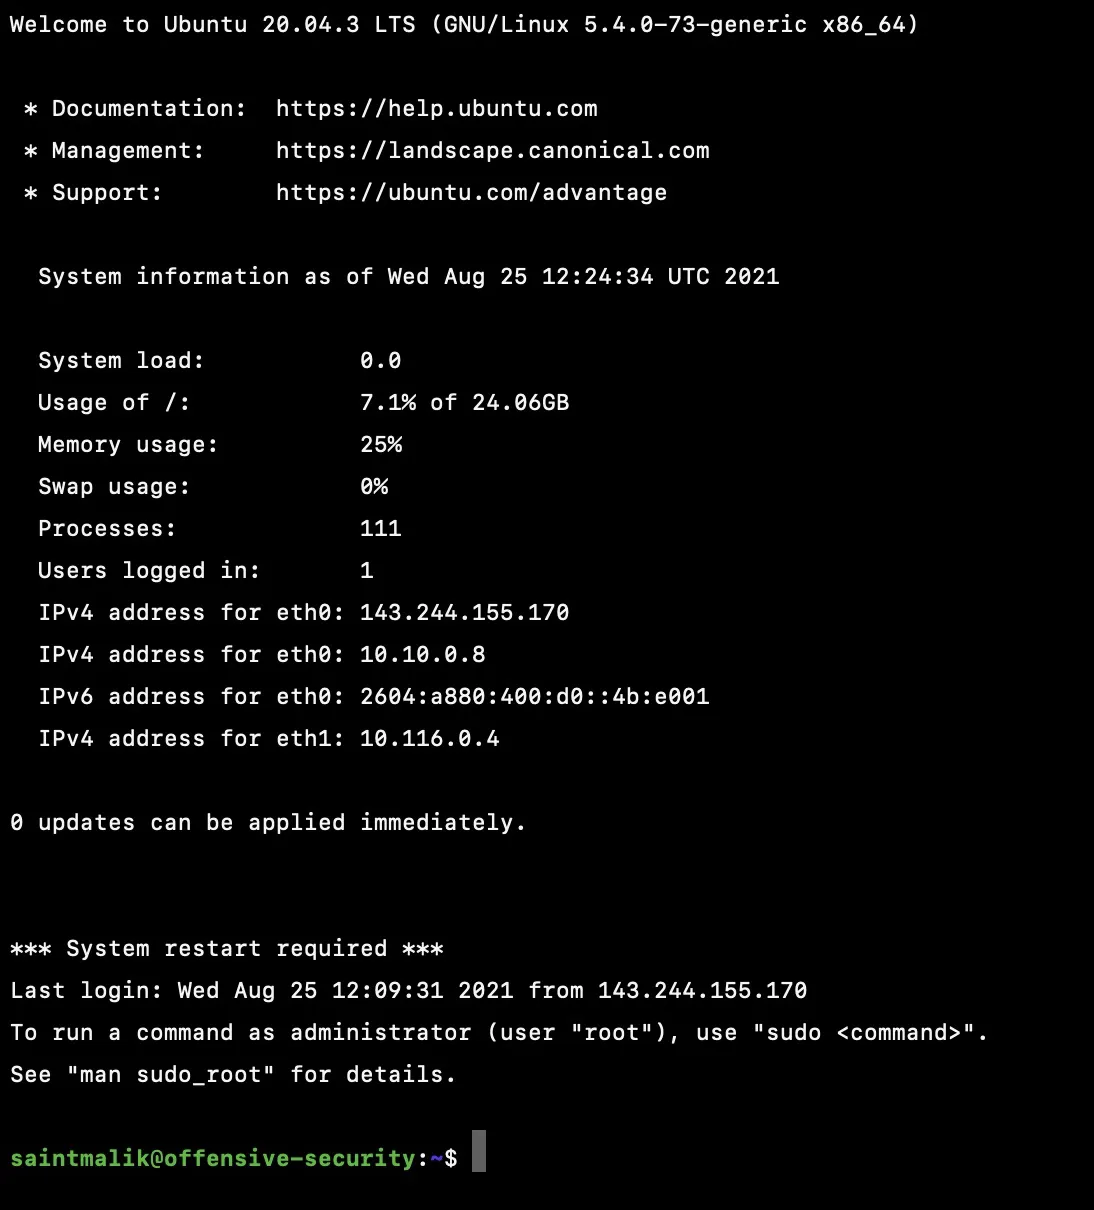 Welcome to Ubuntu 20.04.3 LTS (GNU/Linux 5.4.0-73-generic x86_64)
* Documentation: https://help.ubuntu.com
* Management: https://landscape.canonical.com
* Support: https://ubuntu.com/advantage
System information as of Wed Aug 25 12:24:34 UTC 2021
System load: 0.0
Usage of /: 7.1% of 24.06GB
Memory usage: 25%
Swap usage: 0%
Processes: 111
Users logged in: 1
IPv4 address for eth0: 143.244.155.170
IPv4 address for eth0: 10.10.0.8
IPv6 address for eth0: 2604:a880:400:d0::4b:e001
IPv4 address for eth1: 10.116.0.4
0 updates can be applied immediately.
*** System restart required ***
Last login: Wed Aug 25 12:09:31 2021 from 143.244.155.170
To run a command as administrator (user "root"), use "sudo <command>".
See "man sudo_root" for details.
saintmalik@offensive-security:~$